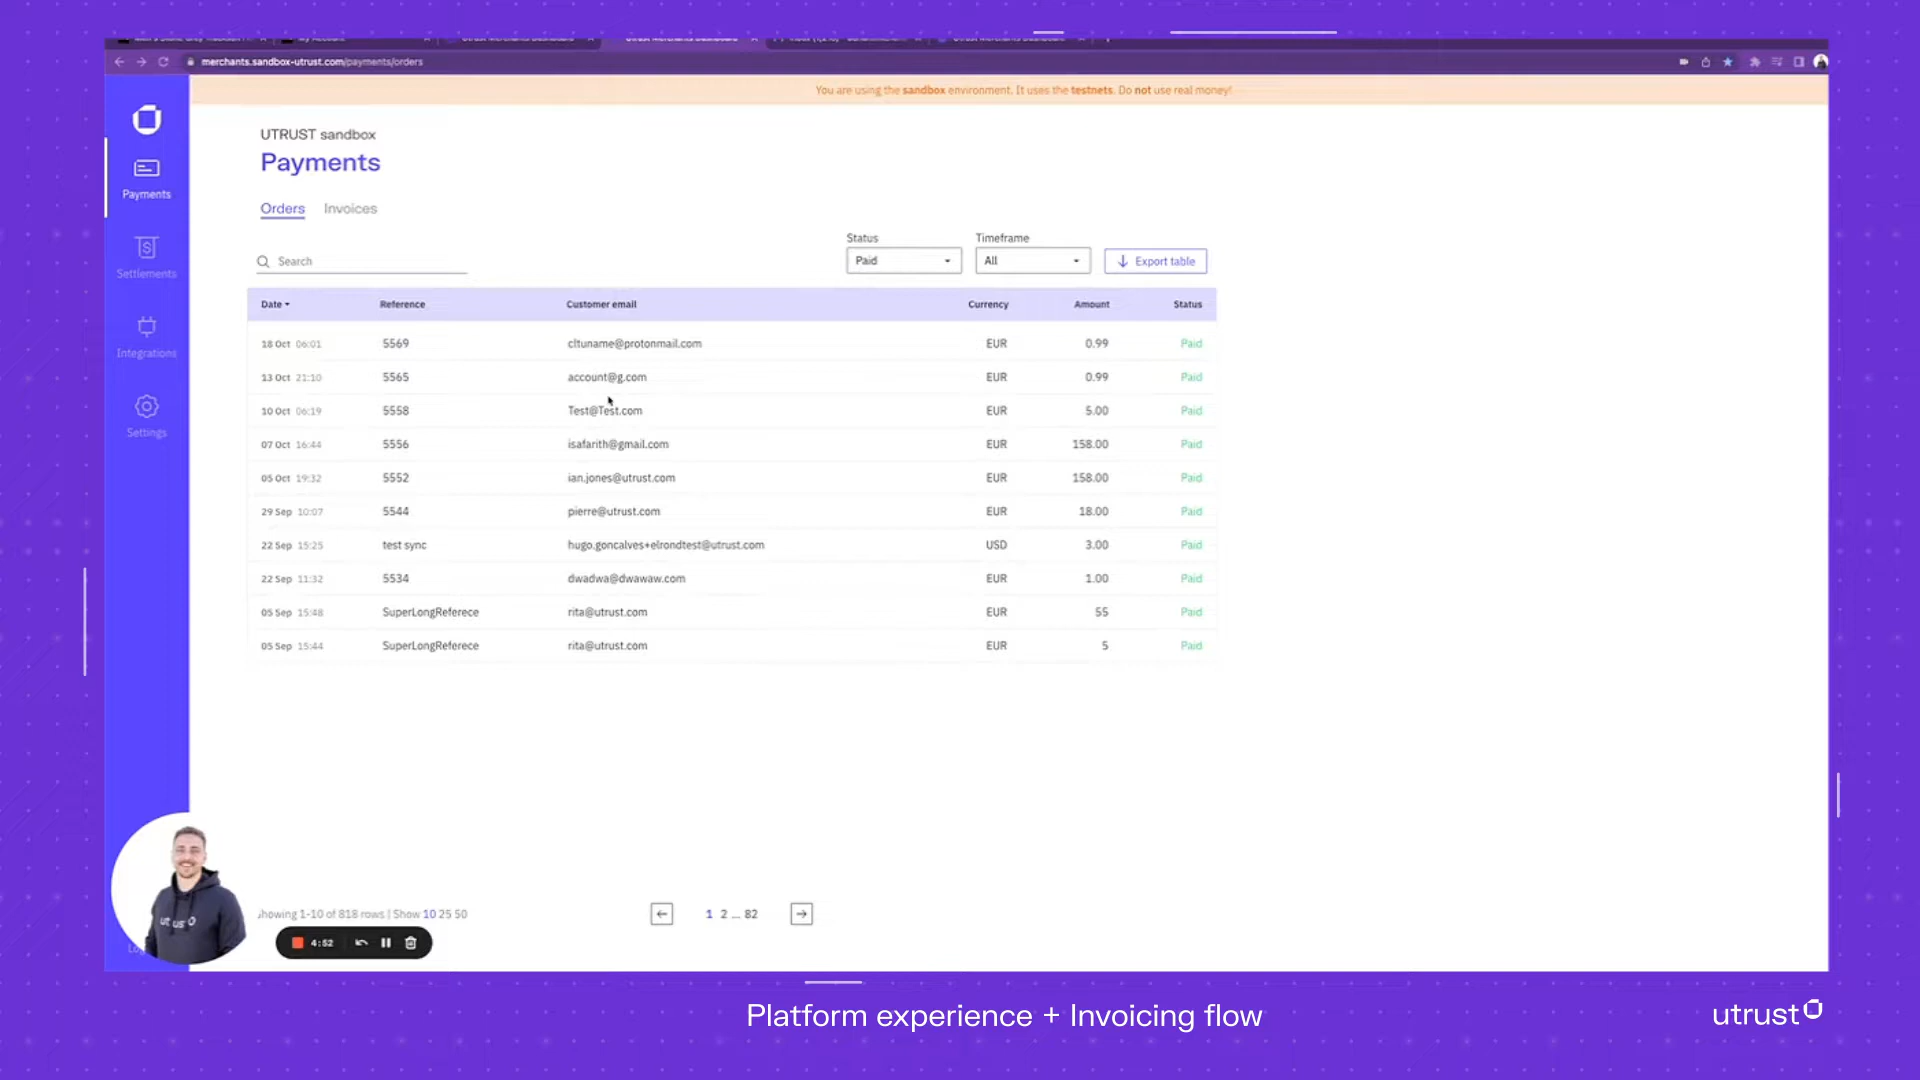 merchants.sandbox-utrust.com/payments/orders
You are using the sandbox environment. It uses the testnets. Do not use real money!
UTRUST sandbox
Payments
Orders Invoices
Payments
Settlements
Integrations
Settings
Status
Paid
Timeframe
All
Search
Export table
Date Reference Customer email Currency Amount Status
18 Oct 06:01 5569 cltuname@protonmail.com EUR 0.99 Paid
13 Oct 21:10 5565 account@g.com EUR 0.99 Paid
10 Oct 06:19 5558 Test@Test.com EUR 5.00 Paid
07 Oct 16:44 5556 isafarith@gmail.com EUR 158.00 Paid
05 Oct 19:32 5552 ian.jones@utrust.com EUR 158.00 Paid
29 Sep 10:07 5544 pierre@utrust.com EUR 18.00 Paid
22 Sep 15:25 test sync hugo.goncalves+elrondtest@utrust.com USD 3.00 Paid
22 Sep 11:32 5534 dwadwa@dwawaw.com EUR 1.00 Paid
05 Sep 15:48 SuperLongReferece rita@utrust.com EUR 55 Paid
05 Sep 15:44 SuperLongReferece rita@utrust.com EUR 5 Paid
howing 1-10 of 818 rows | Show 10 25 50
1 2 ... 82
4:52
Platform experience + Invoicing flow
utrust